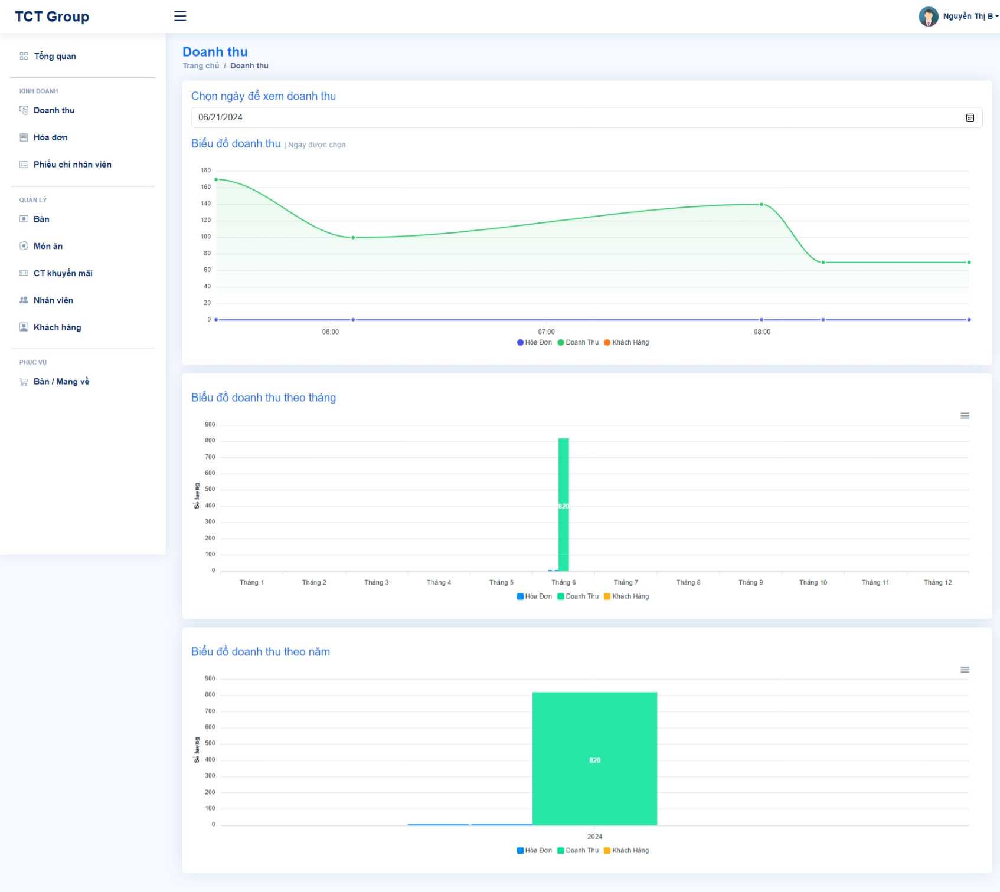 TCT Group
Nguyễn Thị B
Tổng quan
KINH DOANH
Doanh thu
Hóa đơn
Phiếu chi nhân viên
QUẢN LÝ
Bàn
Món ăn
CT khuyến mãi
Nhân viên
Khách hàng
PHỤC VỤ
Bàn / Mang về
Doanh thu
Trang chủ / Doanh thu
Chọn ngày để xem doanh thu
06/21/2024
Biểu đồ doanh thu | Ngày được chọn
180
160
140
120
100
80
60
40
20
0
06:00 07:00 08:00
Hóa Đơn Doanh Thu Khách Hàng
Biểu đồ doanh thu theo tháng
Số lượng
900
800
700
600
500
400
300
200
100
0
820
Tháng 1 Tháng 2 Tháng 3 Tháng 4 Tháng 5 Tháng 6 Tháng 7 Tháng 8 Tháng 9 Tháng 10 Tháng 11 Tháng 12
Hóa Đơn Doanh Thu Khách Hàng
Biểu đồ doanh thu theo năm
Số lượng
900
800
700
600
500
400
300
200
100
0
820
2024
Hóa Đơn Doanh Thu Khách Hàng